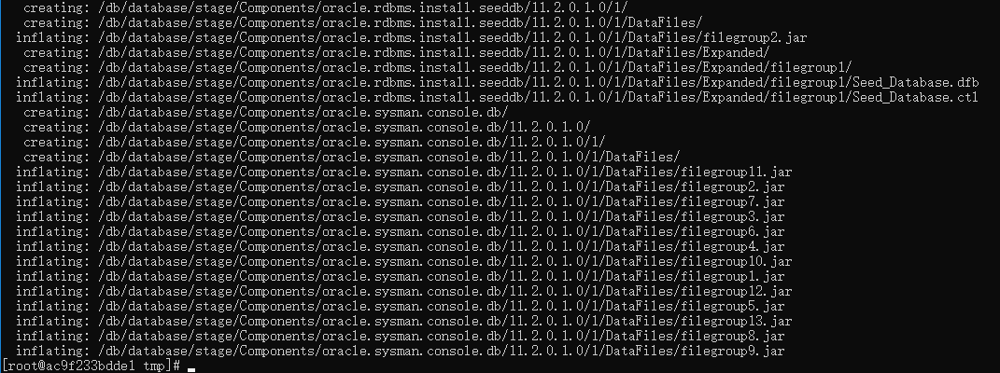 creating: /db/database/stage/Components/oracle.rdbms.install.seeddb/11.2.0.1.0/1/
creating: /db/database/stage/Components/oracle.rdbms.install.seeddb/11.2.0.1.0/1/DataFiles/
inflating: /db/database/stage/Components/oracle.rdbms.install.seeddb/11.2.0.1.0/1/DataFiles/filegroup2.jar
creating: /db/database/stage/Components/oracle.rdbms.install.seeddb/11.2.0.1.0/1/DataFiles/Expanded/
creating: /db/database/stage/Components/oracle.rdbms.install.seeddb/11.2.0.1.0/1/DataFiles/Expanded/filegroup1/
inflating: /db/database/stage/Components/oracle.rdbms.install.seeddb/11.2.0.1.0/1/DataFiles/Expanded/filegroup1/Seed_Database.dfb
inflating: /db/database/stage/Components/oracle.rdbms.install.seeddb/11.2.0.1.0/1/DataFiles/Expanded/filegroup1/Seed_Database.ctl
creating: /db/database/stage/Components/oracle.sysman.console.db/
creating: /db/database/stage/Components/oracle.sysman.console.db/11.2.0.1.0/
creating: /db/database/stage/Components/oracle.sysman.console.db/11.2.0.1.0/1/
creating: /db/database/stage/Components/oracle.sysman.console.db/11.2.0.1.0/1/DataFiles/
inflating: /db/database/stage/Components/oracle.sysman.console.db/11.2.0.1.0/1/DataFiles/filegroup11.jar
inflating: /db/database/stage/Components/oracle.sysman.console.db/11.2.0.1.0/1/DataFiles/filegroup2.jar
inflating: /db/database/stage/Components/oracle.sysman.console.db/11.2.0.1.0/1/DataFiles/filegroup7.jar
inflating: /db/database/stage/Components/oracle.sysman.console.db/11.2.0.1.0/1/DataFiles/filegroup3.jar
inflating: /db/database/stage/Components/oracle.sysman.console.db/11.2.0.1.0/1/DataFiles/filegroup6.jar
inflating: /db/database/stage/Components/oracle.sysman.console.db/11.2.0.1.0/1/DataFiles/filegroup4.jar
inflating: /db/database/stage/Components/oracle.sysman.console.db/11.2.0.1.0/1/DataFiles/filegroup10.jar
inflating: /db/database/stage/Components/oracle.sysman.console.db/11.2.0.1.0/1/DataFiles/filegroup1.jar
inflating: /db/database/stage/Components/oracle.sysman.console.db/11.2.0.1.0/1/DataFiles/filegroup12.jar
inflating: /db/database/stage/Components/oracle.sysman.console.db/11.2.0.1.0/1/DataFiles/filegroup5.jar
inflating: /db/database/stage/Components/oracle.sysman.console.db/11.2.0.1.0/1/DataFiles/filegroup13.jar
inflating: /db/database/stage/Components/oracle.sysman.console.db/11.2.0.1.0/1/DataFiles/filegroup8.jar
inflating: /db/database/stage/Components/oracle.sysman.console.db/11.2.0.1.0/1/DataFiles/filegroup9.jar
[root@ac9f233bdde1 tmp]#